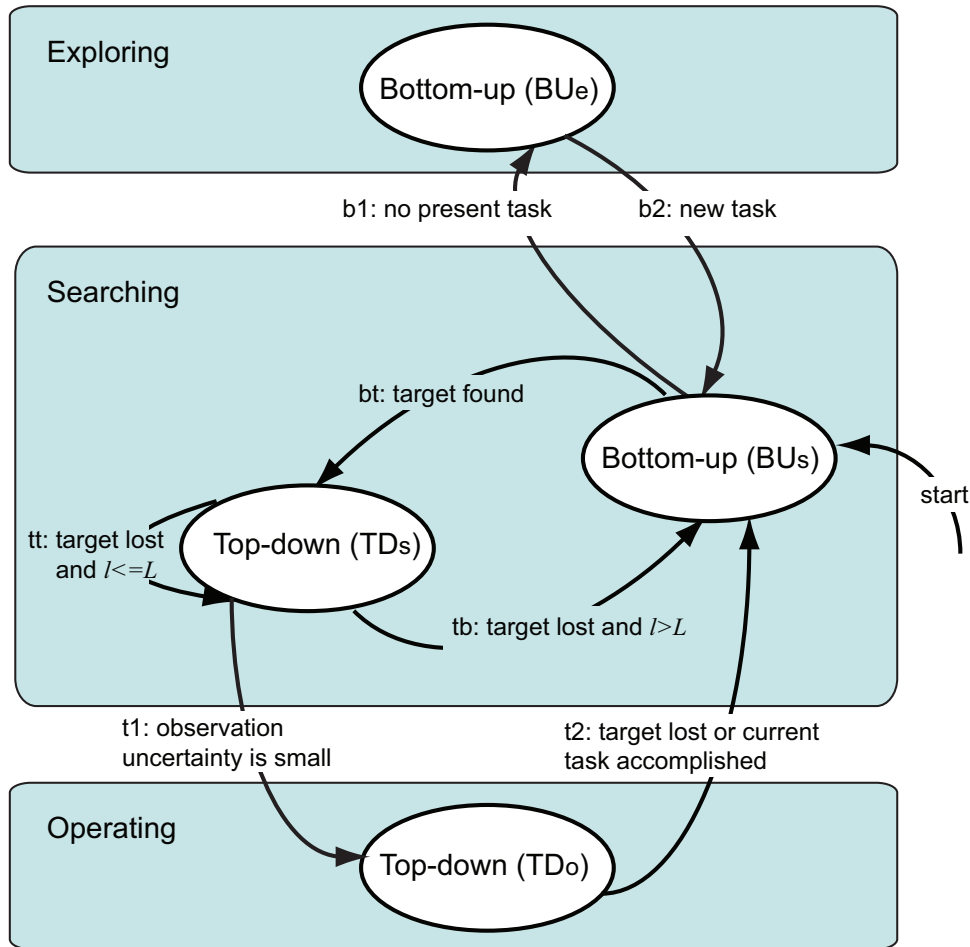 Exploring
Bottom-up (BUe)
b1: no present task
b2: new task
Searching
bt: target found
Bottom-up (BUs)
start
tt: target lost
and l<=L
Top-down (TDs)
tb: target lost and l>L
t1: observation
uncertainty is small
t2: target lost or current
task accomplished
Operating
Top-down (TDo)